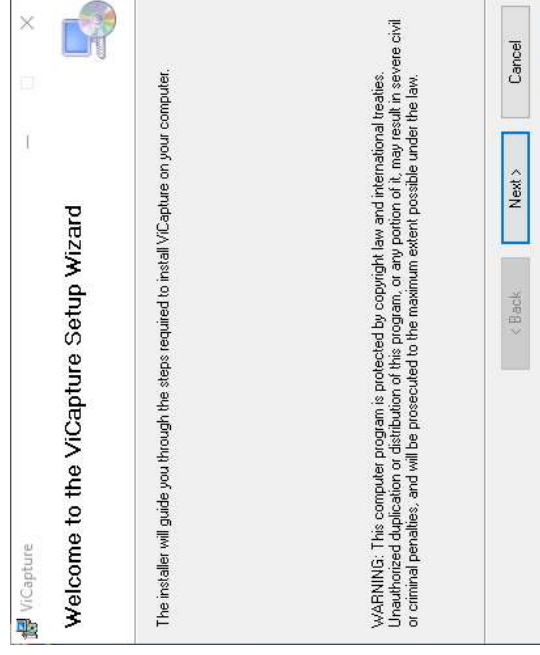 ViCapture
Welcome to the ViCapture Setup Wizard
The installer will guide you through the steps required to install ViCapture on your computer.
WARNING: This computer program is protected by copyright law and international treaties.
Unauthorized duplication or distribution of this program, or any portion of it, may result in severe civil
or criminal penalties, and will be prosecuted to the maximum extent possible under the law.
< Back
Next >
Cancel